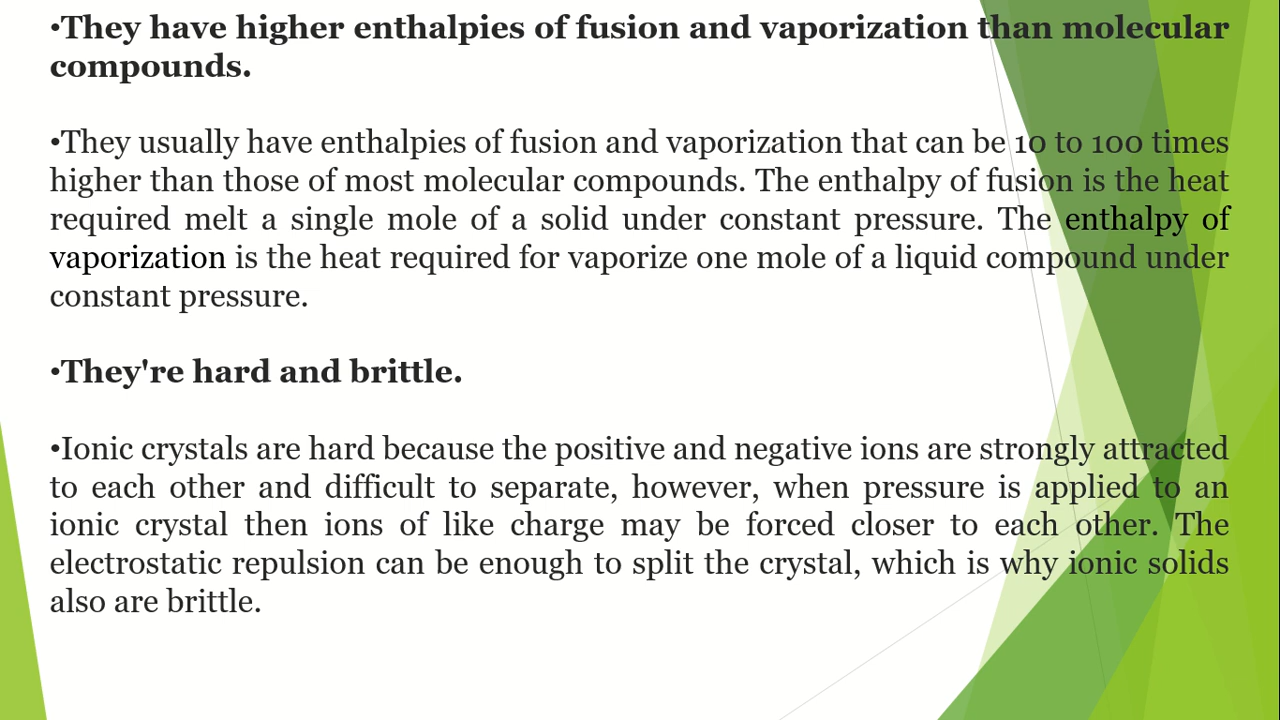 •They have higher enthalpies of fusion and vaporization than molecular
compounds.
•They usually have enthalpies of fusion and vaporization that can be 10 to 100 times
higher than those of most molecular compounds. The enthalpy of fusion is the heat
required melt a single mole of a solid under constant pressure. The enthalpy of
vaporization is the heat required for vaporize one mole of a liquid compound under
constant pressure.
•They're hard and brittle.
•Ionic crystals are hard because the positive and negative ions are strongly attracted
to each other and difficult to separate, however, when pressure is applied to an
ionic crystal then ions of like charge may be forced closer to each other. The
electrostatic repulsion can be enough to split the crystal, which is why ionic solids
also are brittle.